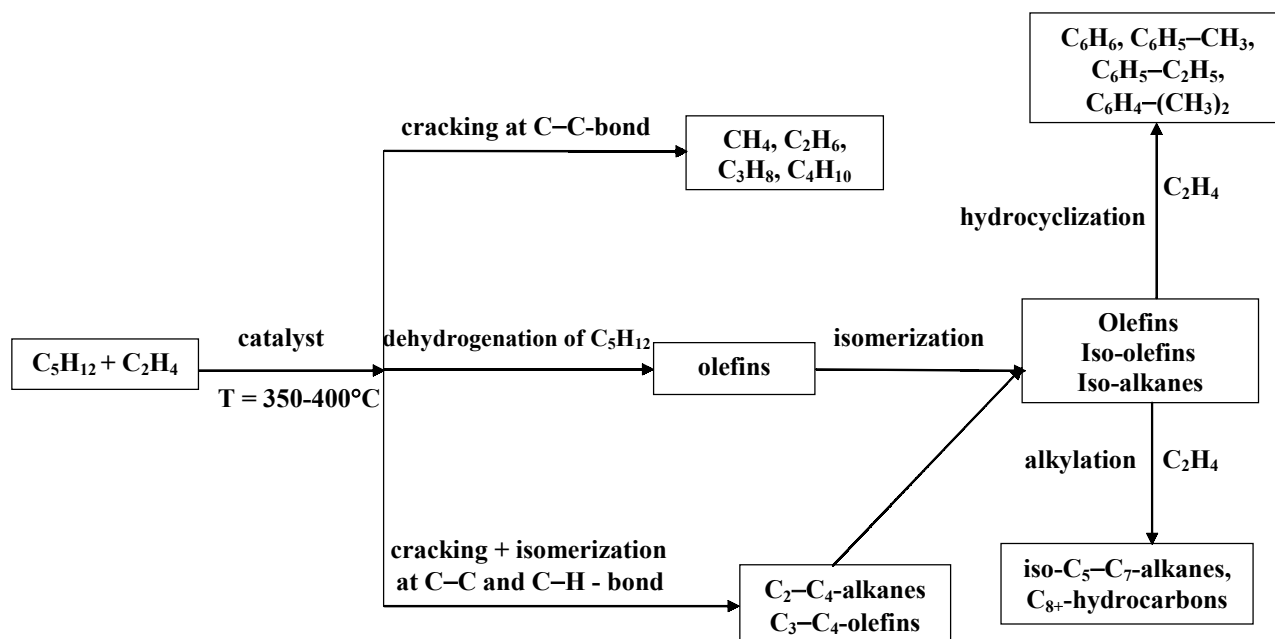 C₆H₆, C₆H₅–CH₃,
C₆H₅–C₂H₅,
C₆H₄–(CH₃)₂
cracking at C–C-bond
CH₄, C₂H₆,
C₃H₈, C₄H₁₀
C₂H₄
hydrocyclization
C₅H₁₂ + C₂H₄
catalyst
T = 350-400°C
dehydrogenation of C₅H₁₂
olefins
isomerization
Olefins
Iso-olefins
Iso-alkanes
alkylation
C₂H₄
cracking + isomerization
at C–C and C–H - bond
C₂–C₄-alkanes
C₃–C₄-olefins
iso-C₅–C₇-alkanes,
C₈₊-hydrocarbons